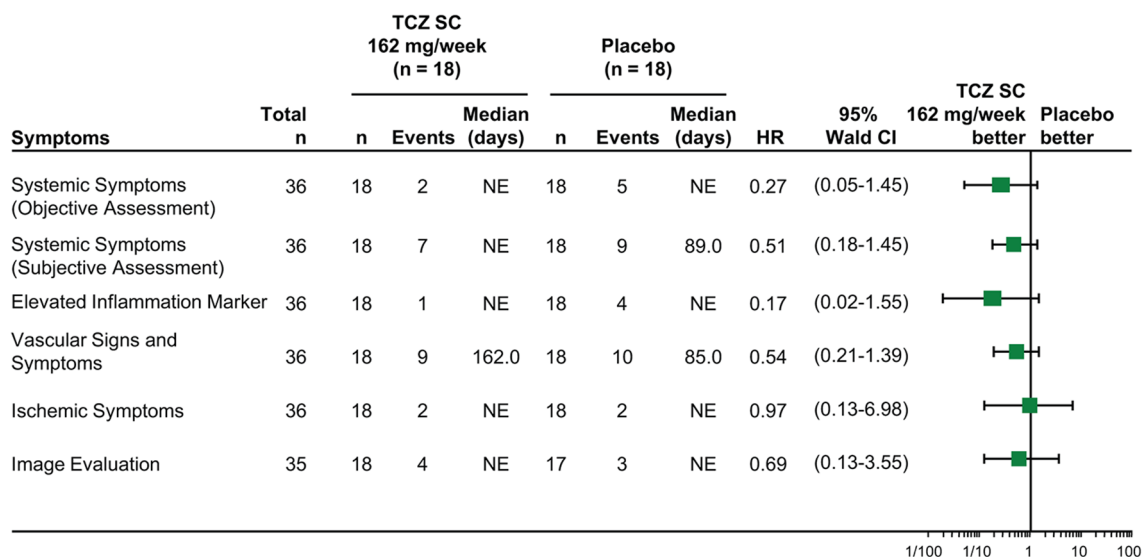 TCZ SC
162 mg/week
(n = 18)
Placebo
(n = 18)
Symptoms
Total
n
n
Events
Median
(days)
n
Events
Median
(days)
HR
95%
Wald CI
TCZ SC
162 mg/week
better
Placebo
better
Systemic Symptoms
(Objective Assessment)
36 18 2 NE 18 5 NE 0.27 (0.05-1.45)
Systemic Symptoms
(Subjective Assessment)
36 18 7 NE 18 9 89.0 0.51 (0.18-1.45)
Elevated Inflammation Marker 36 18 1 NE 18 4 NE 0.17 (0.02-1.55)
Vascular Signs and
Symptoms
36 18 9 162.0 18 10 85.0 0.54 (0.21-1.39)
Ischemic Symptoms 36 18 2 NE 18 2 NE 0.97 (0.13-6.98)
Image Evaluation 35 18 4 NE 17 3 NE 0.69 (0.13-3.55)
1/100 1/10 1 10 100